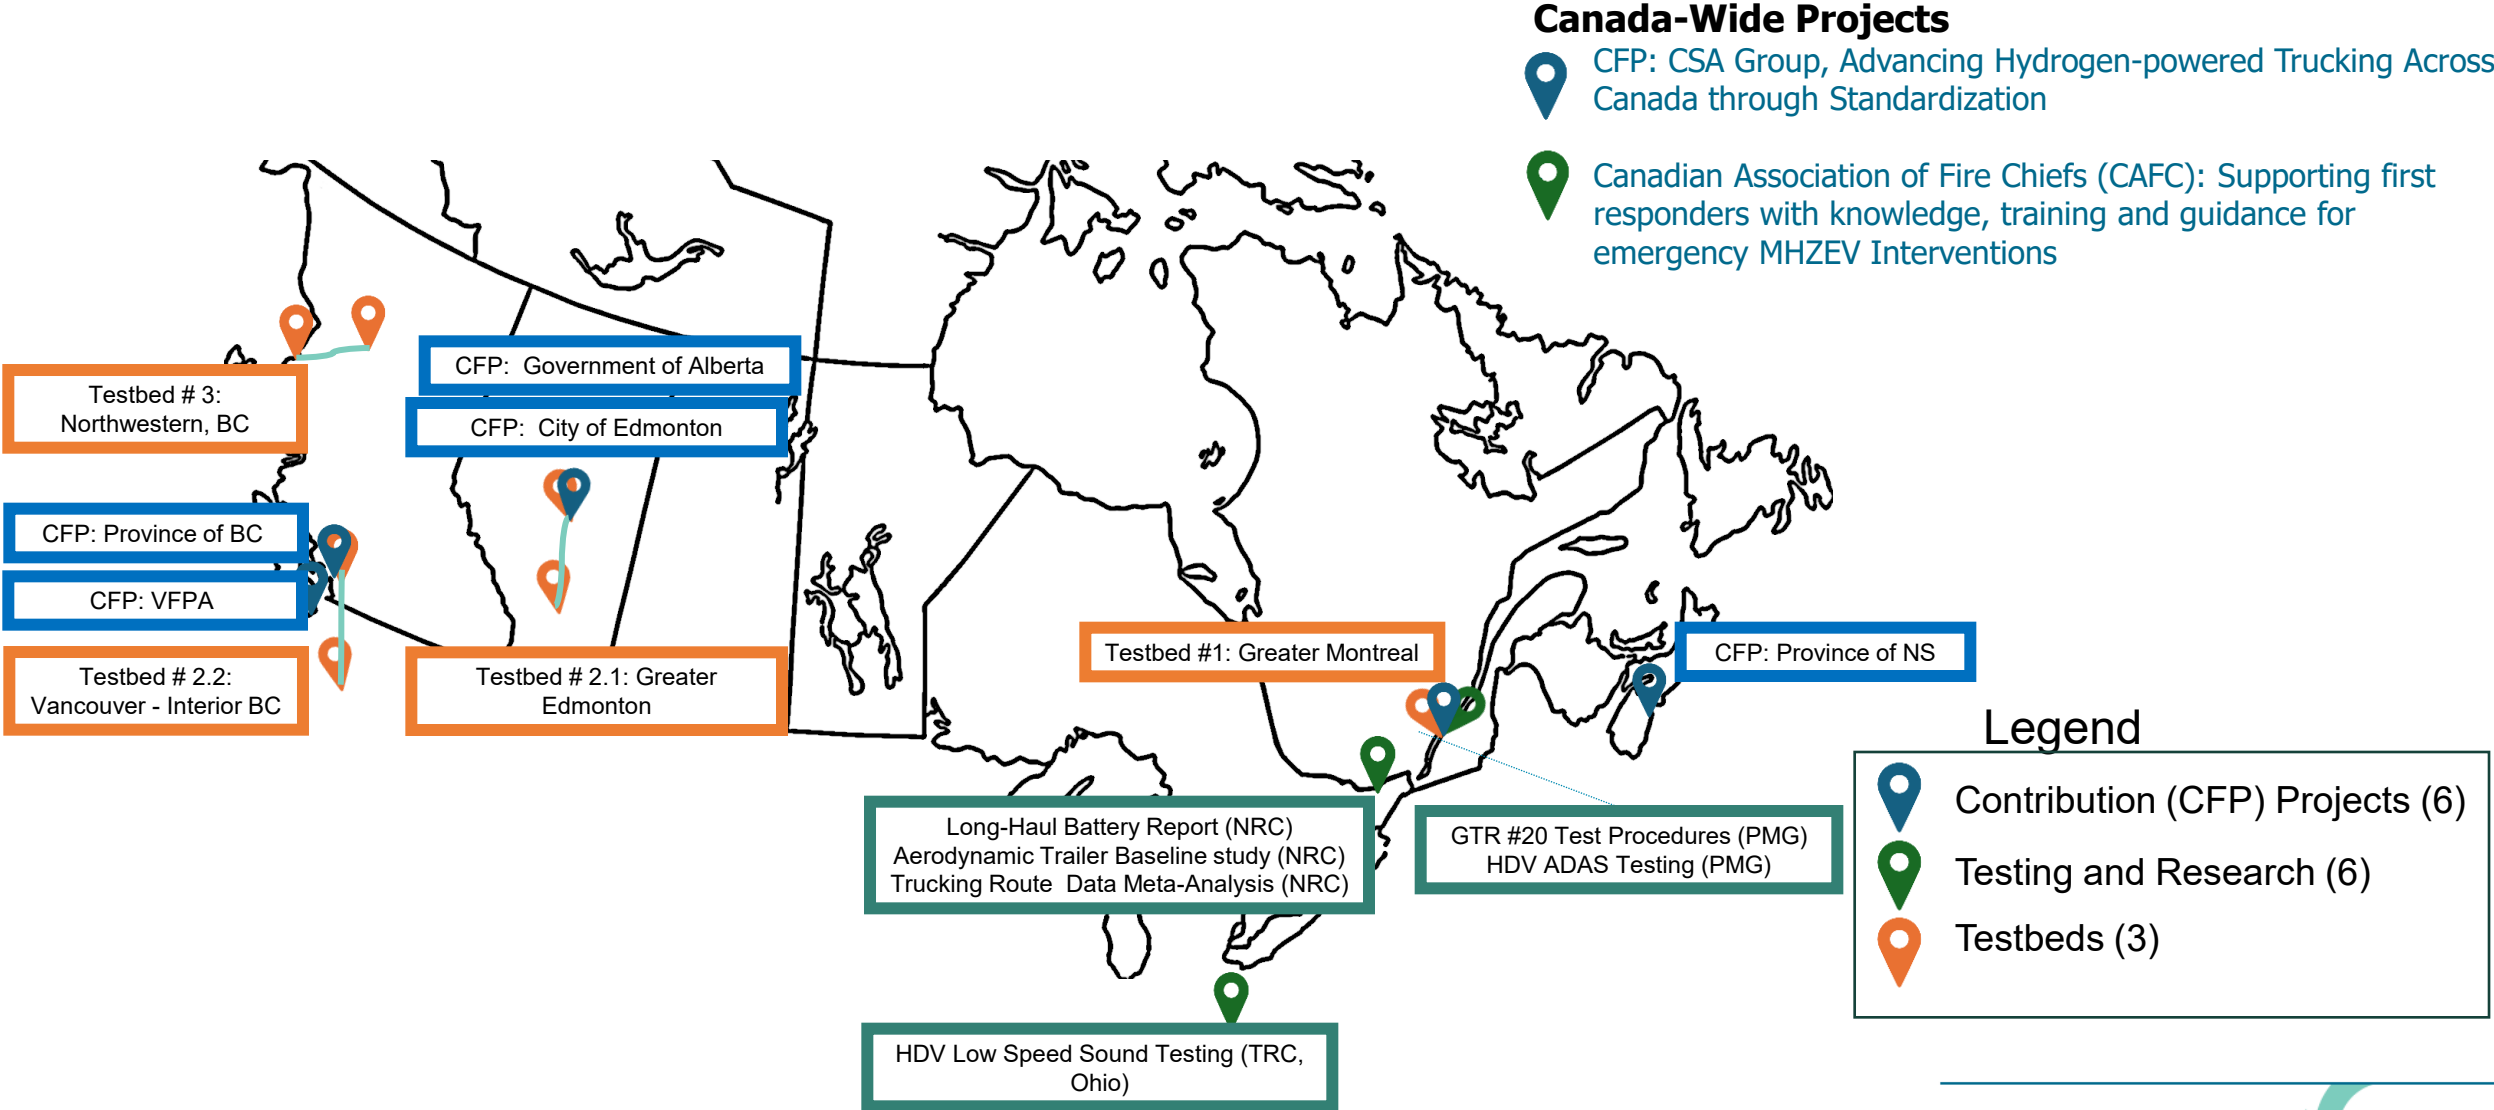 Canada-Wide Projects
CFP: CSA Group, Advancing Hydrogen-powered Trucking Across
Canada through Standardization
Canadian Association of Fire Chiefs (CAFC): Supporting first
responders with knowledge, training and guidance for
emergency MHZEV Interventions
CFP:  Government of Alberta
CFP:  City of Edmonton
Testbed # 3:
Northwestern, BC
CFP: Province of BC
CFP: VFPA
Testbed # 2.2:
Vancouver - Interior BC
Testbed # 2.1: Greater
Edmonton
Testbed #1: Greater Montreal
CFP: Province of NS
Long-Haul Battery Report (NRC)
Aerodynamic Trailer Baseline study (NRC)
Trucking Route  Data Meta-Analysis (NRC)
GTR #20 Test Procedures (PMG)
HDV ADAS Testing (PMG)
HDV Low Speed Sound Testing (TRC,
Ohio)
Legend
Contribution (CFP) Projects (6)
Testing and Research (6)
Testbeds (3)